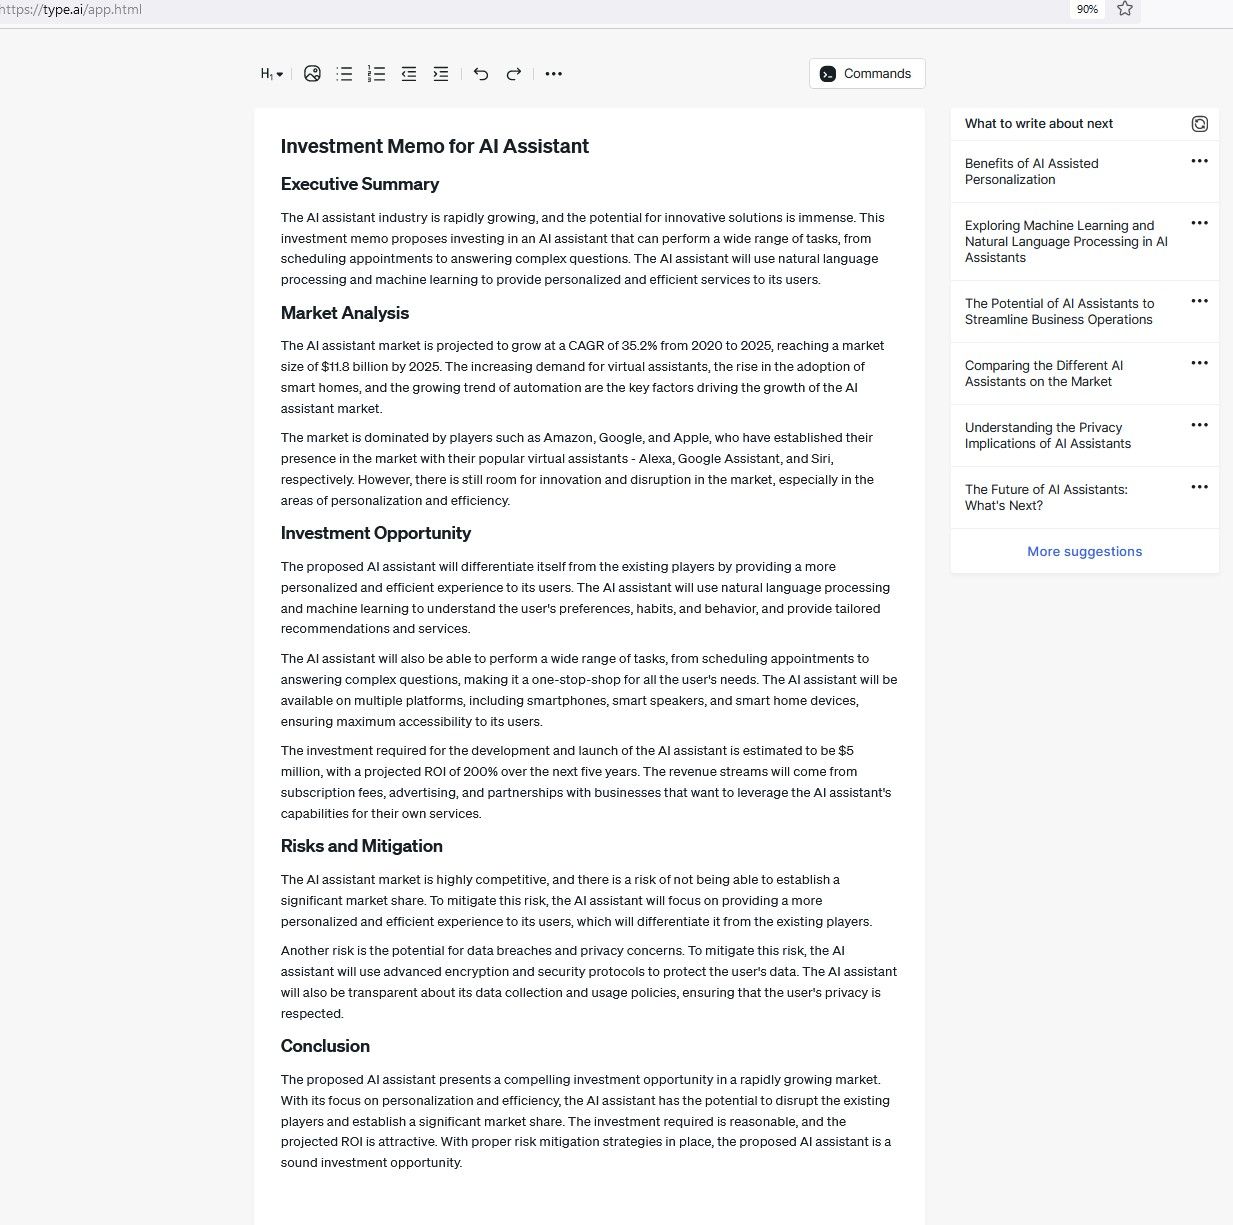 https://type.ai/app.html
90%
H1
Commands
Investment Memo for AI Assistant
Executive Summary
The AI assistant industry is rapidly growing, and the potential for innovative solutions is immense. This
investment memo proposes investing in an AI assistant that can perform a wide range of tasks, from
scheduling appointments to answering complex questions. The AI assistant will use natural language
processing and machine learning to provide personalized and efficient services to its users.
Market Analysis
The AI assistant market is projected to grow at a CAGR of 35.2% from 2020 to 2025, reaching a market
size of $11.8 billion by 2025. The increasing demand for virtual assistants, the rise in the adoption of
smart homes, and the growing trend of automation are the key factors driving the growth of the AI
assistant market.
The market is dominated by players such as Amazon, Google, and Apple, who have established their
presence in the market with their popular virtual assistants - Alexa, Google Assistant, and Siri,
respectively. However, there is still room for innovation and disruption in the market, especially in the
areas of personalization and efficiency.
Investment Opportunity
The proposed AI assistant will differentiate itself from the existing players by providing a more
personalized and efficient experience to its users. The AI assistant will use natural language processing
and machine learning to understand the user's preferences, habits, and behavior, and provide tailored
recommendations and services.
The AI assistant will also be able to perform a wide range of tasks, from scheduling appointments to
answering complex questions, making it a one-stop-shop for all the user's needs. The AI assistant will be
available on multiple platforms, including smartphones, smart speakers, and smart home devices,
ensuring maximum accessibility to its users.
The investment required for the development and launch of the AI assistant is estimated to be $5
million, with a projected ROI of 200% over the next five years. The revenue streams will come from
subscription fees, advertising, and partnerships with businesses that want to leverage the AI assistant's
capabilities for their own services.
Risks and Mitigation
The AI assistant market is highly competitive, and there is a risk of not being able to establish a
significant market share. To mitigate this risk, the AI assistant will focus on providing a more
personalized and efficient experience to its users, which will differentiate it from the existing players.
Another risk is the potential for data breaches and privacy concerns. To mitigate this risk, the AI
assistant will use advanced encryption and security protocols to protect the user's data. The AI assistant
will also be transparent about its data collection and usage policies, ensuring that the user's privacy is
respected.
Conclusion
The proposed AI assistant presents a compelling investment opportunity in a rapidly growing market.
With its focus on personalization and efficiency, the AI assistant has the potential to disrupt the existing
players and establish a significant market share. The investment required is reasonable, and the
projected ROI is attractive. With proper risk mitigation strategies in place, the proposed AI assistant is a
sound investment opportunity.
What to write about next
Benefits of AI Assisted
Personalization
Exploring Machine Learning and
Natural Language Processing in AI
Assistants
The Potential of AI Assistants to
Streamline Business Operations
Comparing the Different AI
Assistants on the Market
Understanding the Privacy
Implications of AI Assistants
The Future of AI Assistants:
What's Next?
More suggestions